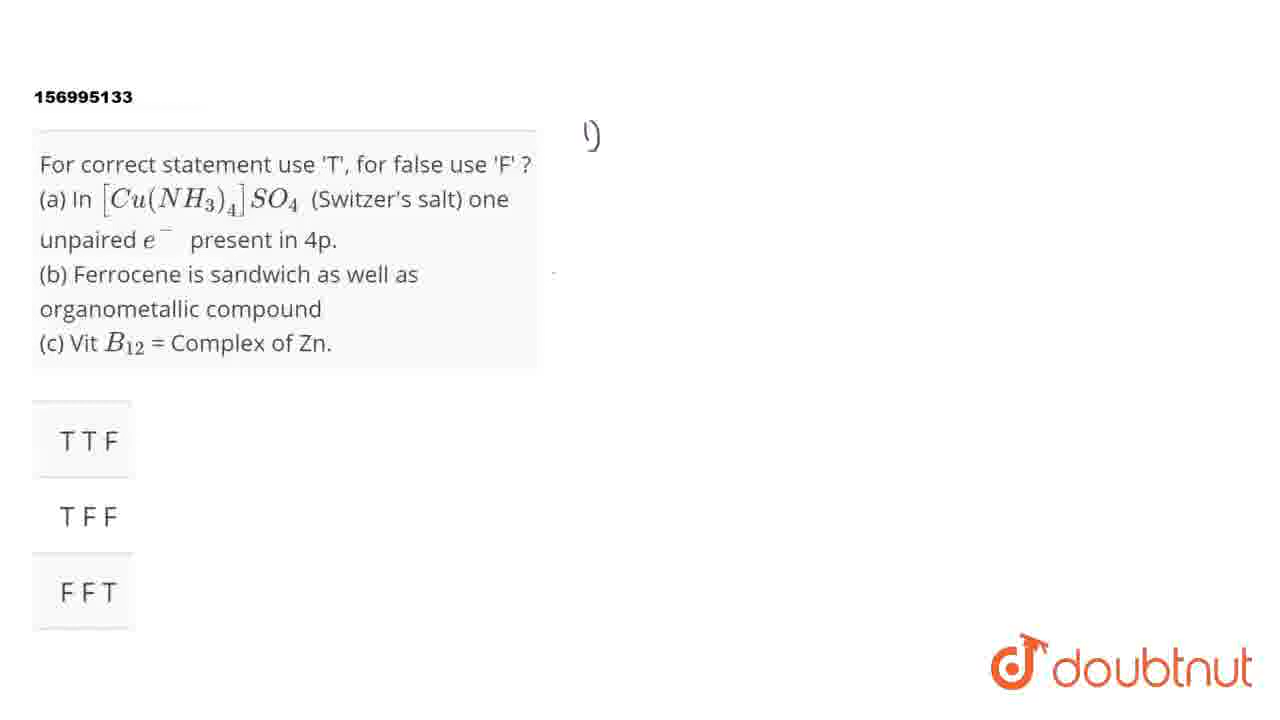 156995133
For correct statement use 'T', for false use 'F' ?
(a) In [Cu(NH₃)₄]SO₄ (Switzer's salt) one
unpaired e⁻ present in 4p.
(b) Ferrocene is sandwich as well as
organometallic compound
(c) Vit B₁₂ = Complex of Zn.
T T F
T F F
F F T
doubtnut